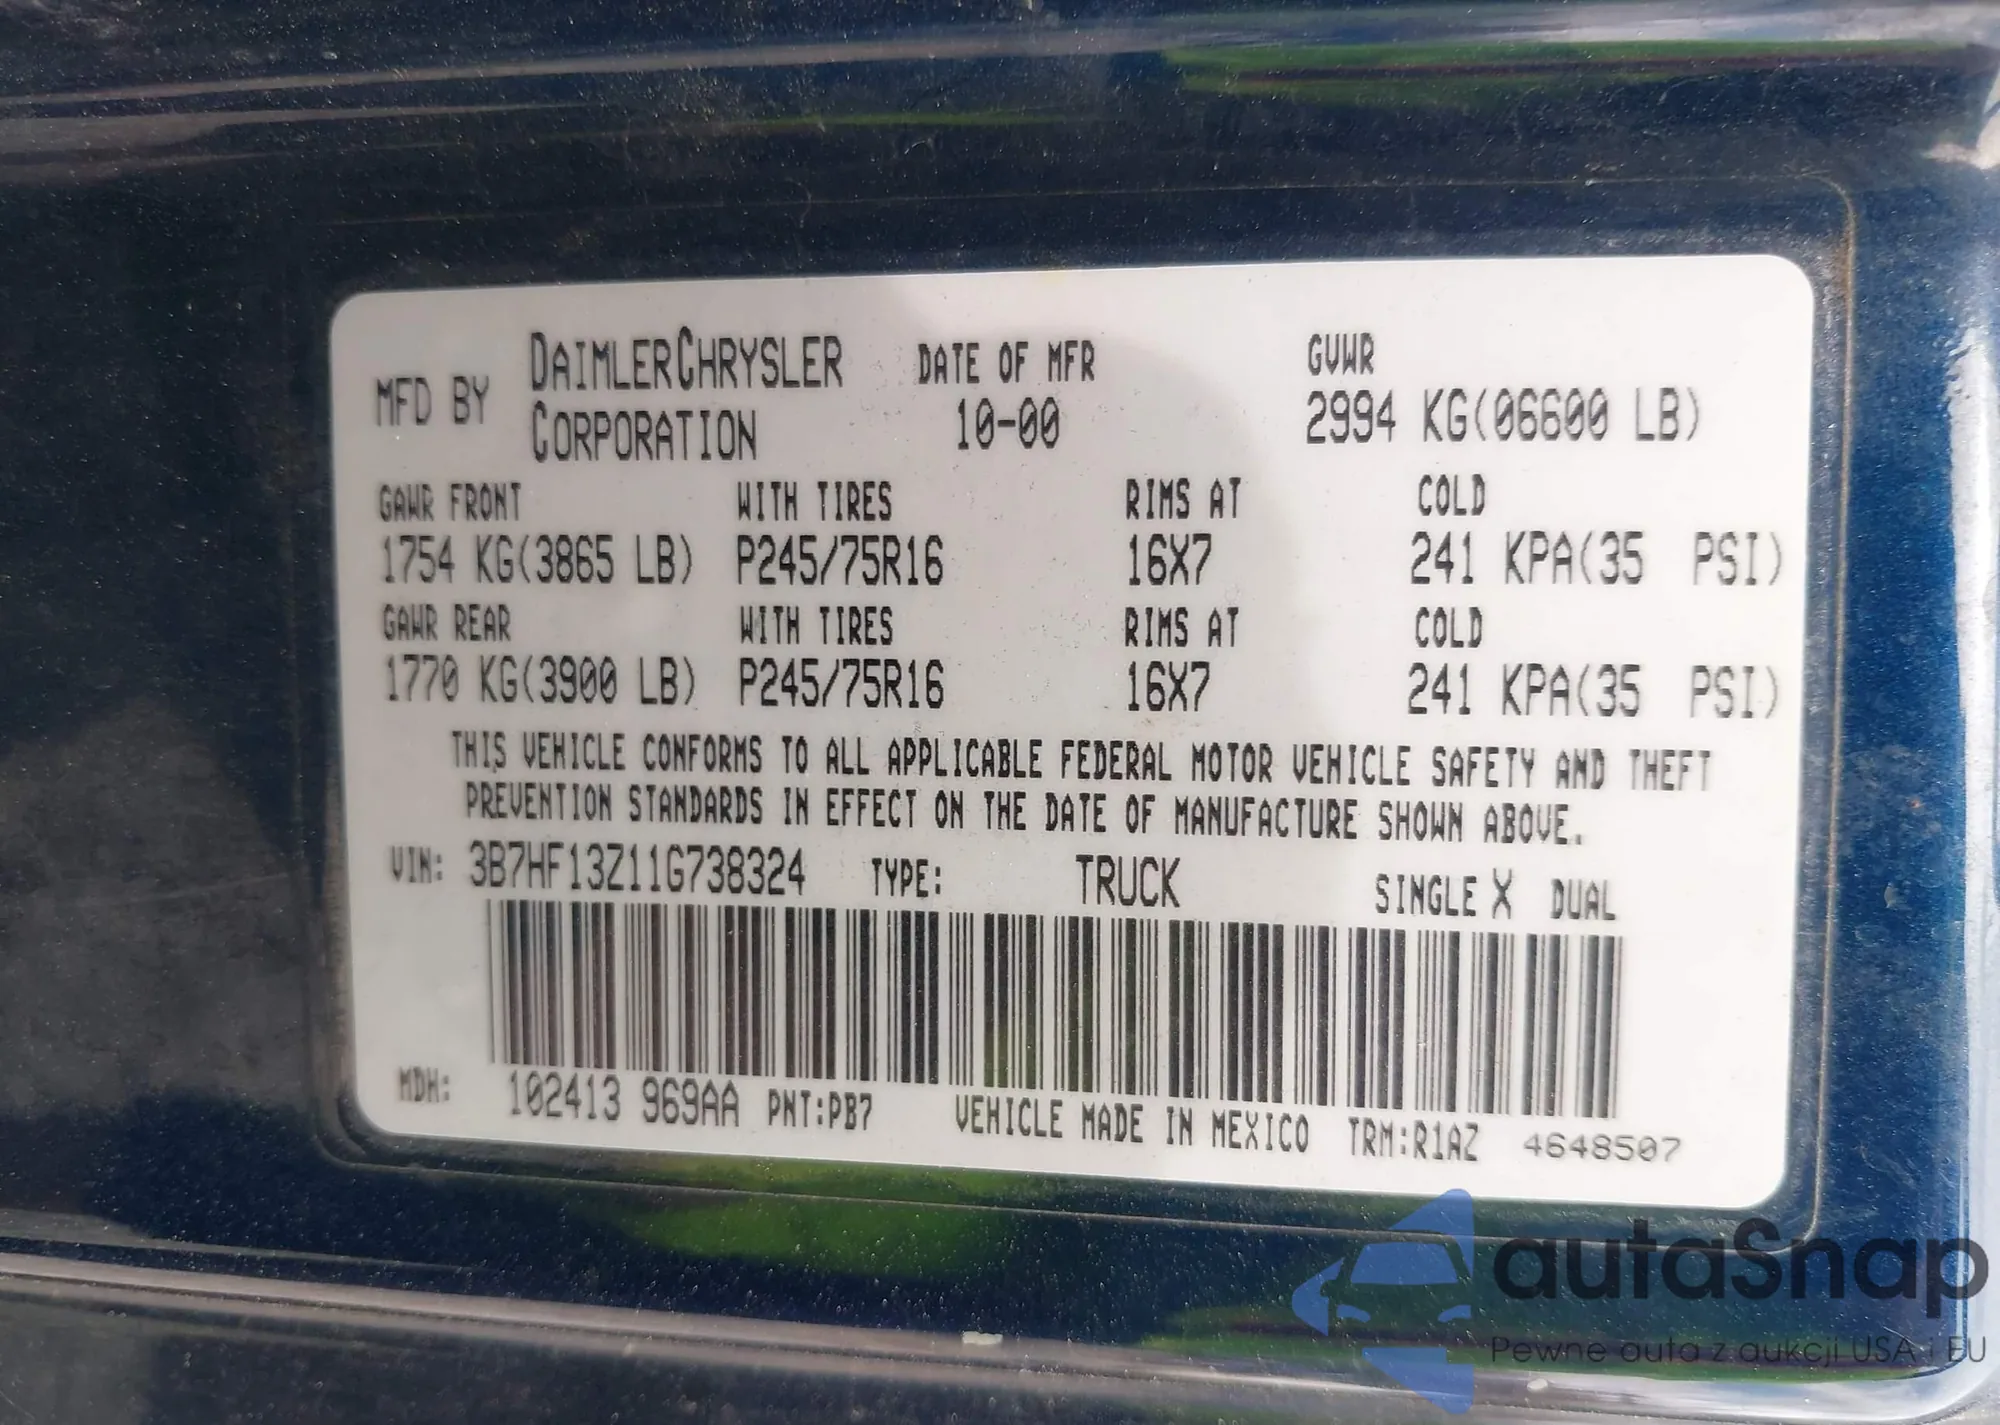 MFD BY DAIMLERCHRYSLER CORPORATION DATE OF MFR 10-00 GVWR 2994 KG(06600 LB)
GAWR FRONT WITH TIRES RIMS AT COLD
1754 KG(3865 LB) P245/75R16 16X7 241 KPA(35 PSI)
GAWR REAR WITH TIRES RIMS AT COLD
1770 KG(3900 LB) P245/75R16 16X7 241 KPA(35 PSI)
THIS VEHICLE CONFORMS TO ALL APPLICABLE FEDERAL MOTOR VEHICLE SAFETY AND THEFT
PREVENTION STANDARDS IN EFFECT ON THE DATE OF MANUFACTURE SHOWN ABOVE.
VIN: 3B7HF13Z11G738324 TYPE: TRUCK SINGLE X DUAL
MDH: 102413 969AA PNT:PB7 VEHICLE MADE IN MEXICO TRM:R1AZ 4648507
autaSnap
Pewne auta z aukcji USA i EU